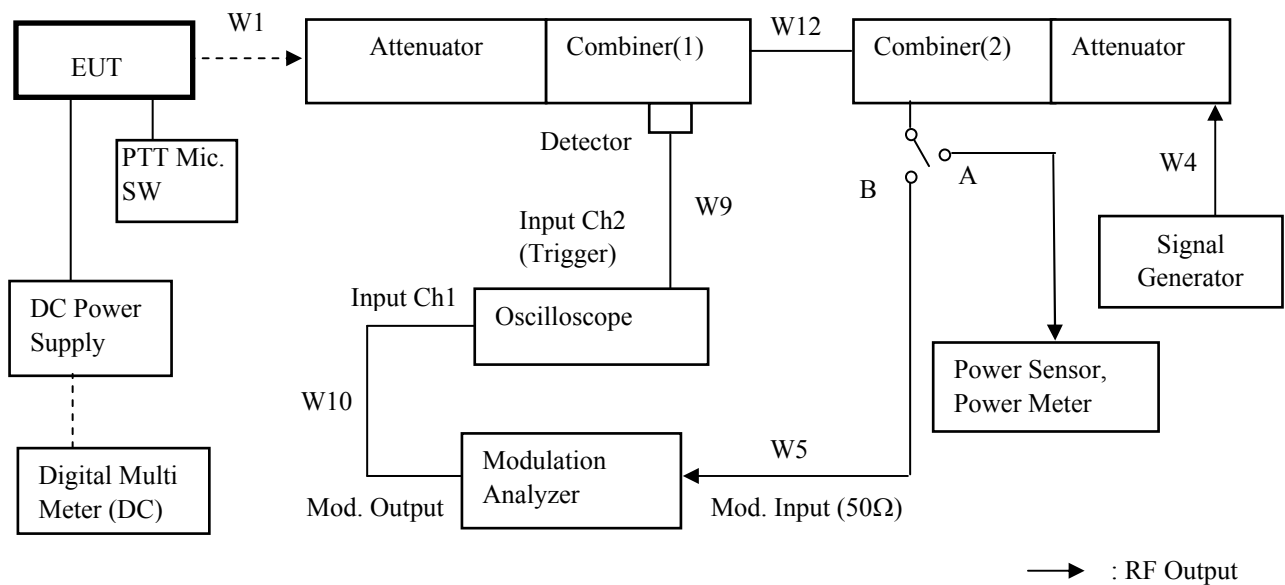 W1
EUT
Attenuator
Combiner(1)
W12
Combiner(2)
Attenuator
PTT Mic.
SW
Detector
B
A
W4
W9
Input Ch2
(Trigger)
Signal
Generator
Input Ch1
DC Power
Supply
Oscilloscope
Power Sensor,
Power Meter
W10
W5
Digital Multi
Meter (DC)
Modulation
Analyzer
Mod. Output
Mod. Input (50Ω)
: RF Output